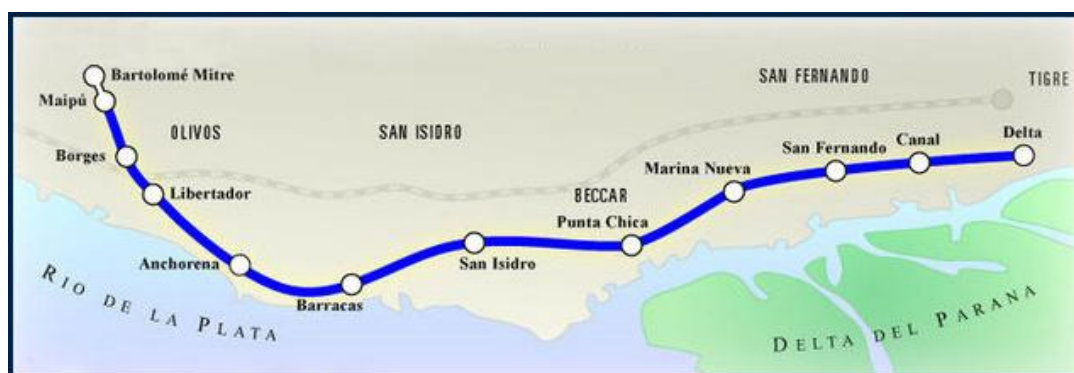 Bartolomé Mitre
Maipú
OLIVOS
Borges
Libertador
Anchorena
Barracas
SAN ISIDRO
San Isidro
BECCAR
Punta Chica
Marina Nueva
SAN FERNANDO
San Fernando
Canal
TIGRE
Delta
RIO DE LA PLATA
DELTA DEL PARANA